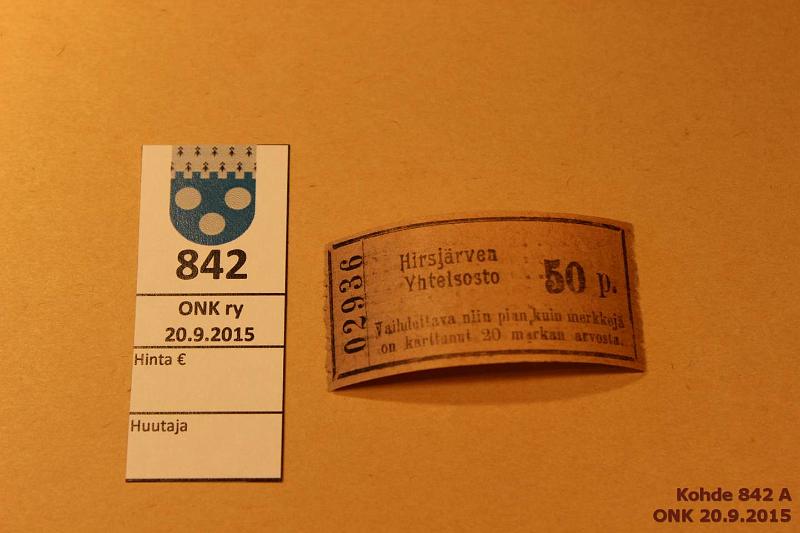 842
ONK ry
20.9.2015
Hinta €
Huutaja
02936
Hirsjärven
Yhteisosto
50 p.
Vaihdettava niin pian kuin merkkejä
on karttunut 20 markan arvosta.
Kohde 842 A
ONK 20.9.2015